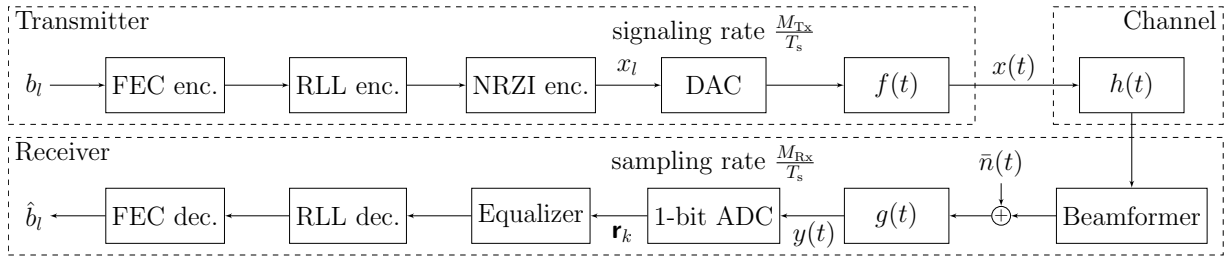 Transmitter
signaling rate M_Tx/T_s
Channel
b_l
FEC enc.
RLL enc.
NRZI enc.
x_l
DAC
f(t)
x(t)
h(t)
Receiver
sampling rate M_Rx/T_s
n̄(t)
b̂_l
FEC dec.
RLL dec.
Equalizer
r_k
1-bit ADC
y(t)
g(t)
+
Beamformer